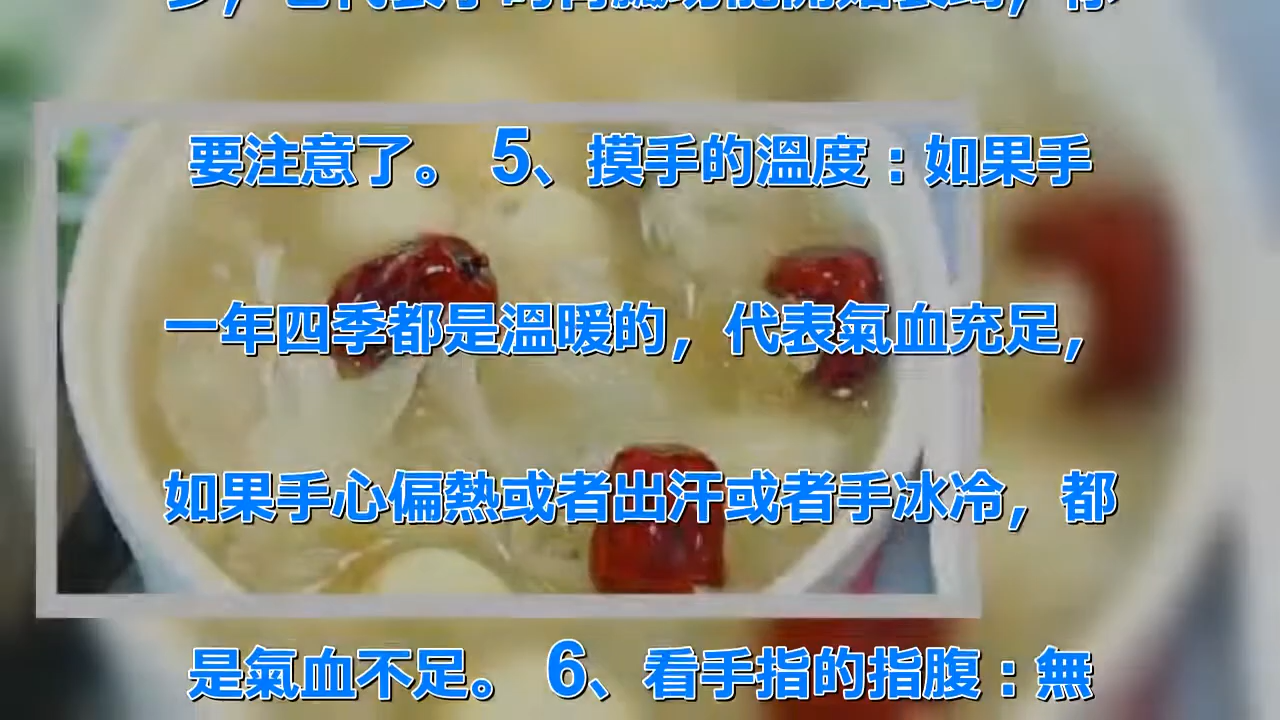 要注意了。 5、摸手的溫度：如果手
一年四季都是溫暖的，代表氣血充足，
如果手心偏熱或者出汗或者手冰冷，都
是氣血不足。 6、看手指的指腹：無